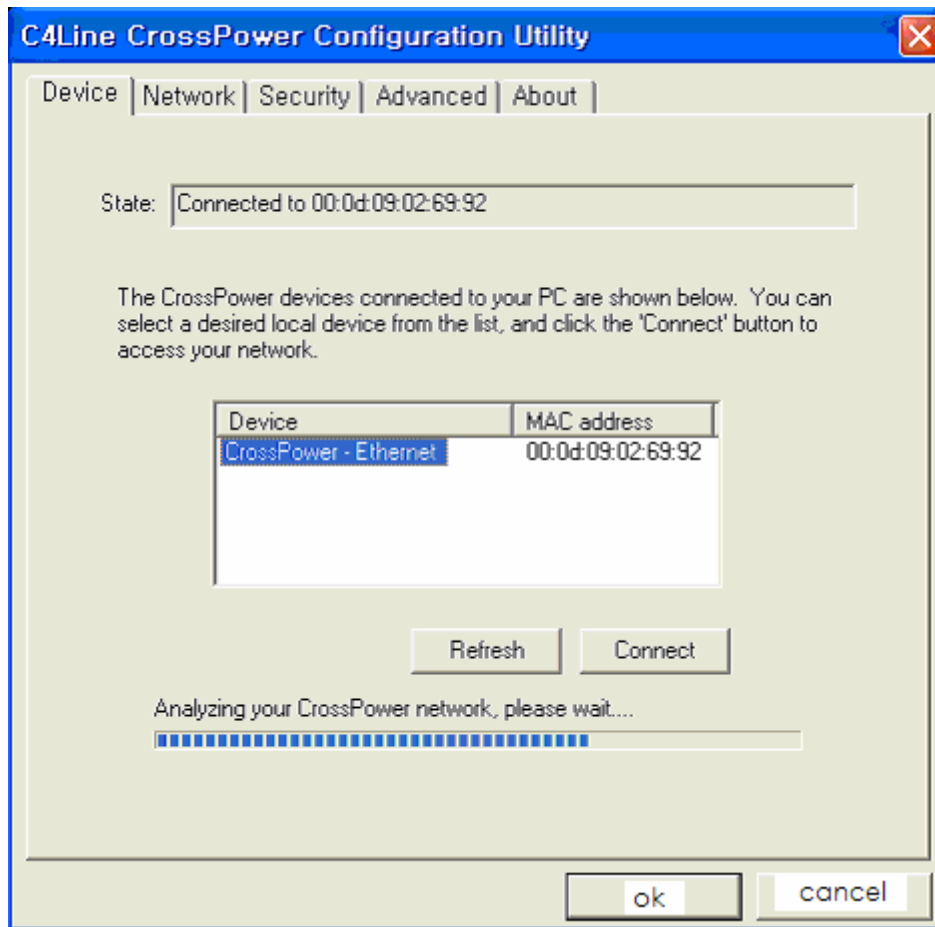 C4Line CrossPower Configuration Utility
Device Network Security Advanced About
State: Connected to 00:0d:09:02:69:92
The CrossPower devices connected to your PC are shown below. You can
select a desired local device from the list, and click the 'Connect' button to
access your network.
Device MAC address
CrossPower - Ethernet 00:0d:09:02:69:92
Refresh Connect
Analyzing your CrossPower network, please wait....
ok cancel